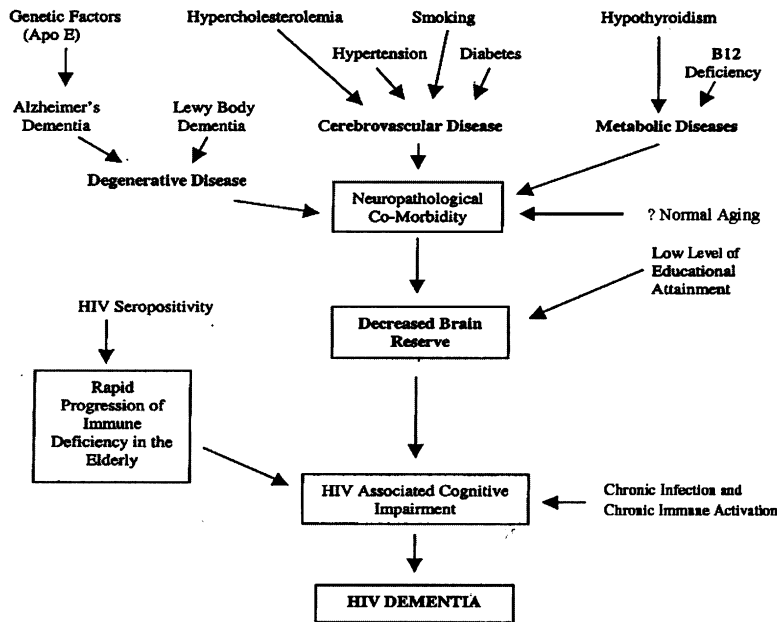 Genetic Factors
(Apo E)
Hypercholesterolemia
Smoking
Hypothyroidism
Hypertension
Diabetes
B12
Deficiency
Alzheimer's
Dementia
Lewy Body
Dementia
Cerebrovascular Disease
Metabolic Diseases
Degenerative Disease
Neuropathological
Co-Morbidity
? Normal Aging
Low Level of
Educational
Attainment
HIV Seropositivity
Decreased Brain
Reserve
Rapid
Progression of
Immune
Deficiency in the
Elderly
HIV Associated Cognitive
Impairment
Chronic Infection and
Chronic Immune Activation
HIV DEMENTIA